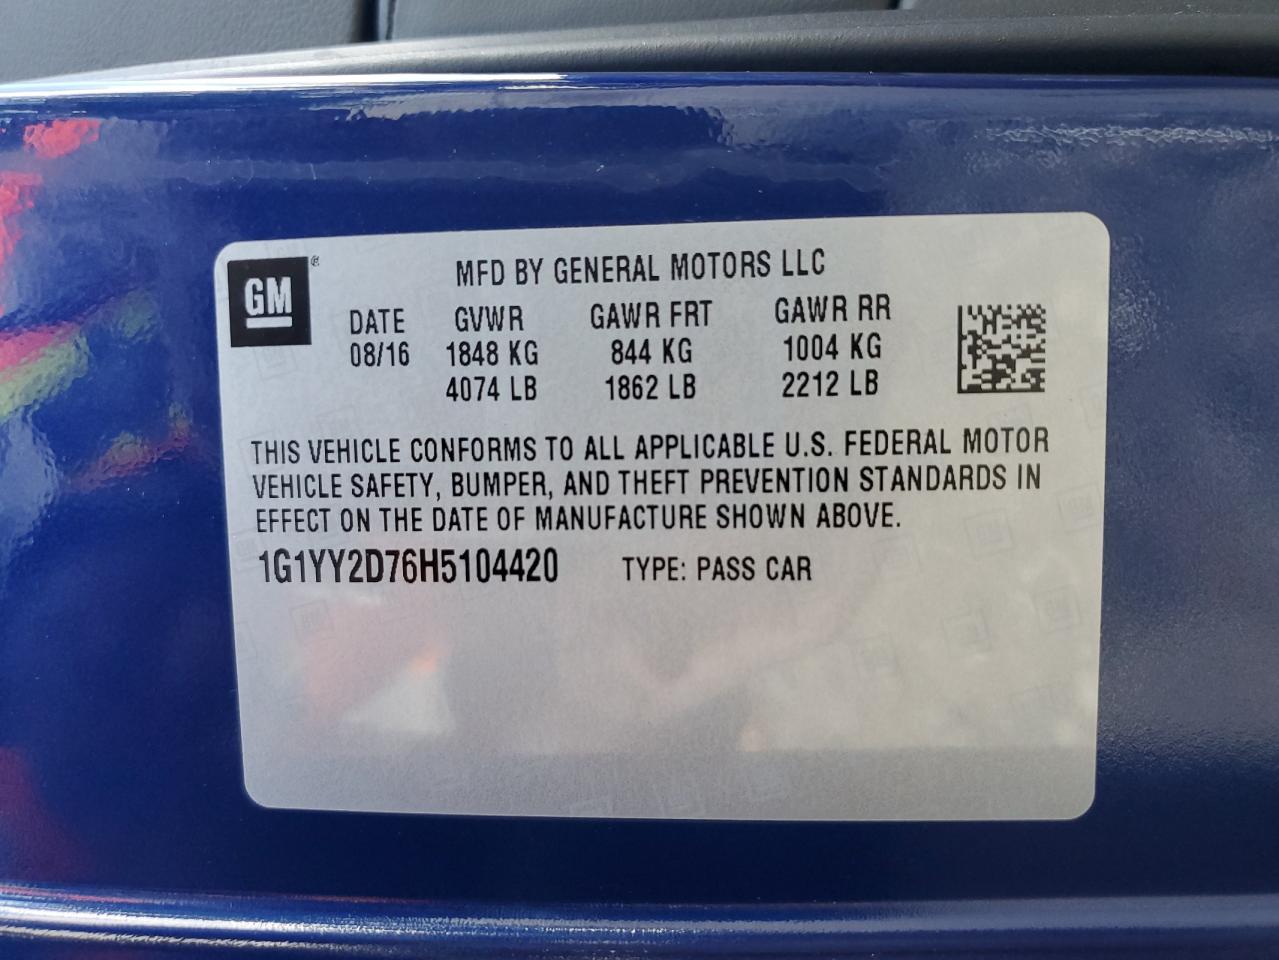 GM®
MFD BY GENERAL MOTORS LLC
DATE GVWR GAWR FRT GAWR RR
08/16 1848 KG 844 KG 1004 KG
4074 LB 1862 LB 2212 LB
THIS VEHICLE CONFORMS TO ALL APPLICABLE U.S. FEDERAL MOTOR
VEHICLE SAFETY, BUMPER, AND THEFT PREVENTION STANDARDS IN
EFFECT ON THE DATE OF MANUFACTURE SHOWN ABOVE.
1G1YY2D76H5104420 TYPE: PASS CAR